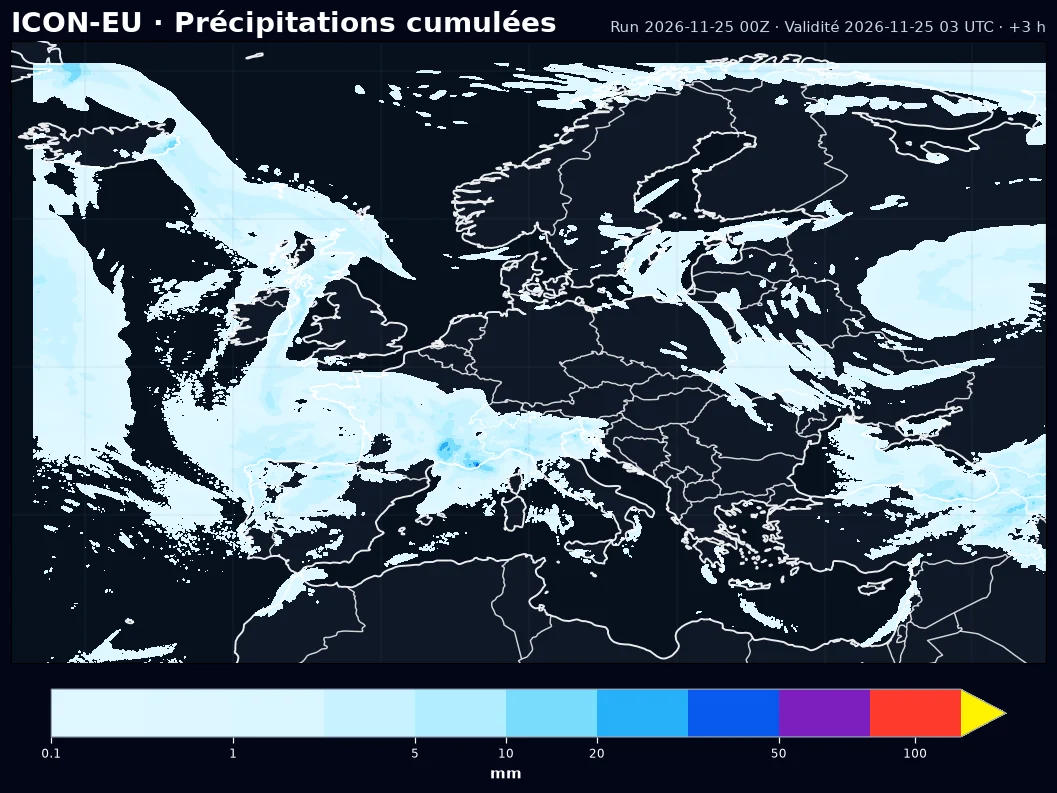 ICON-EU · Précipitations cumulées
Run 2026-11-25 00Z · Validité 2026-11-25 03 UTC · +3 h
0.1 1 5 10 20 50 100
mm